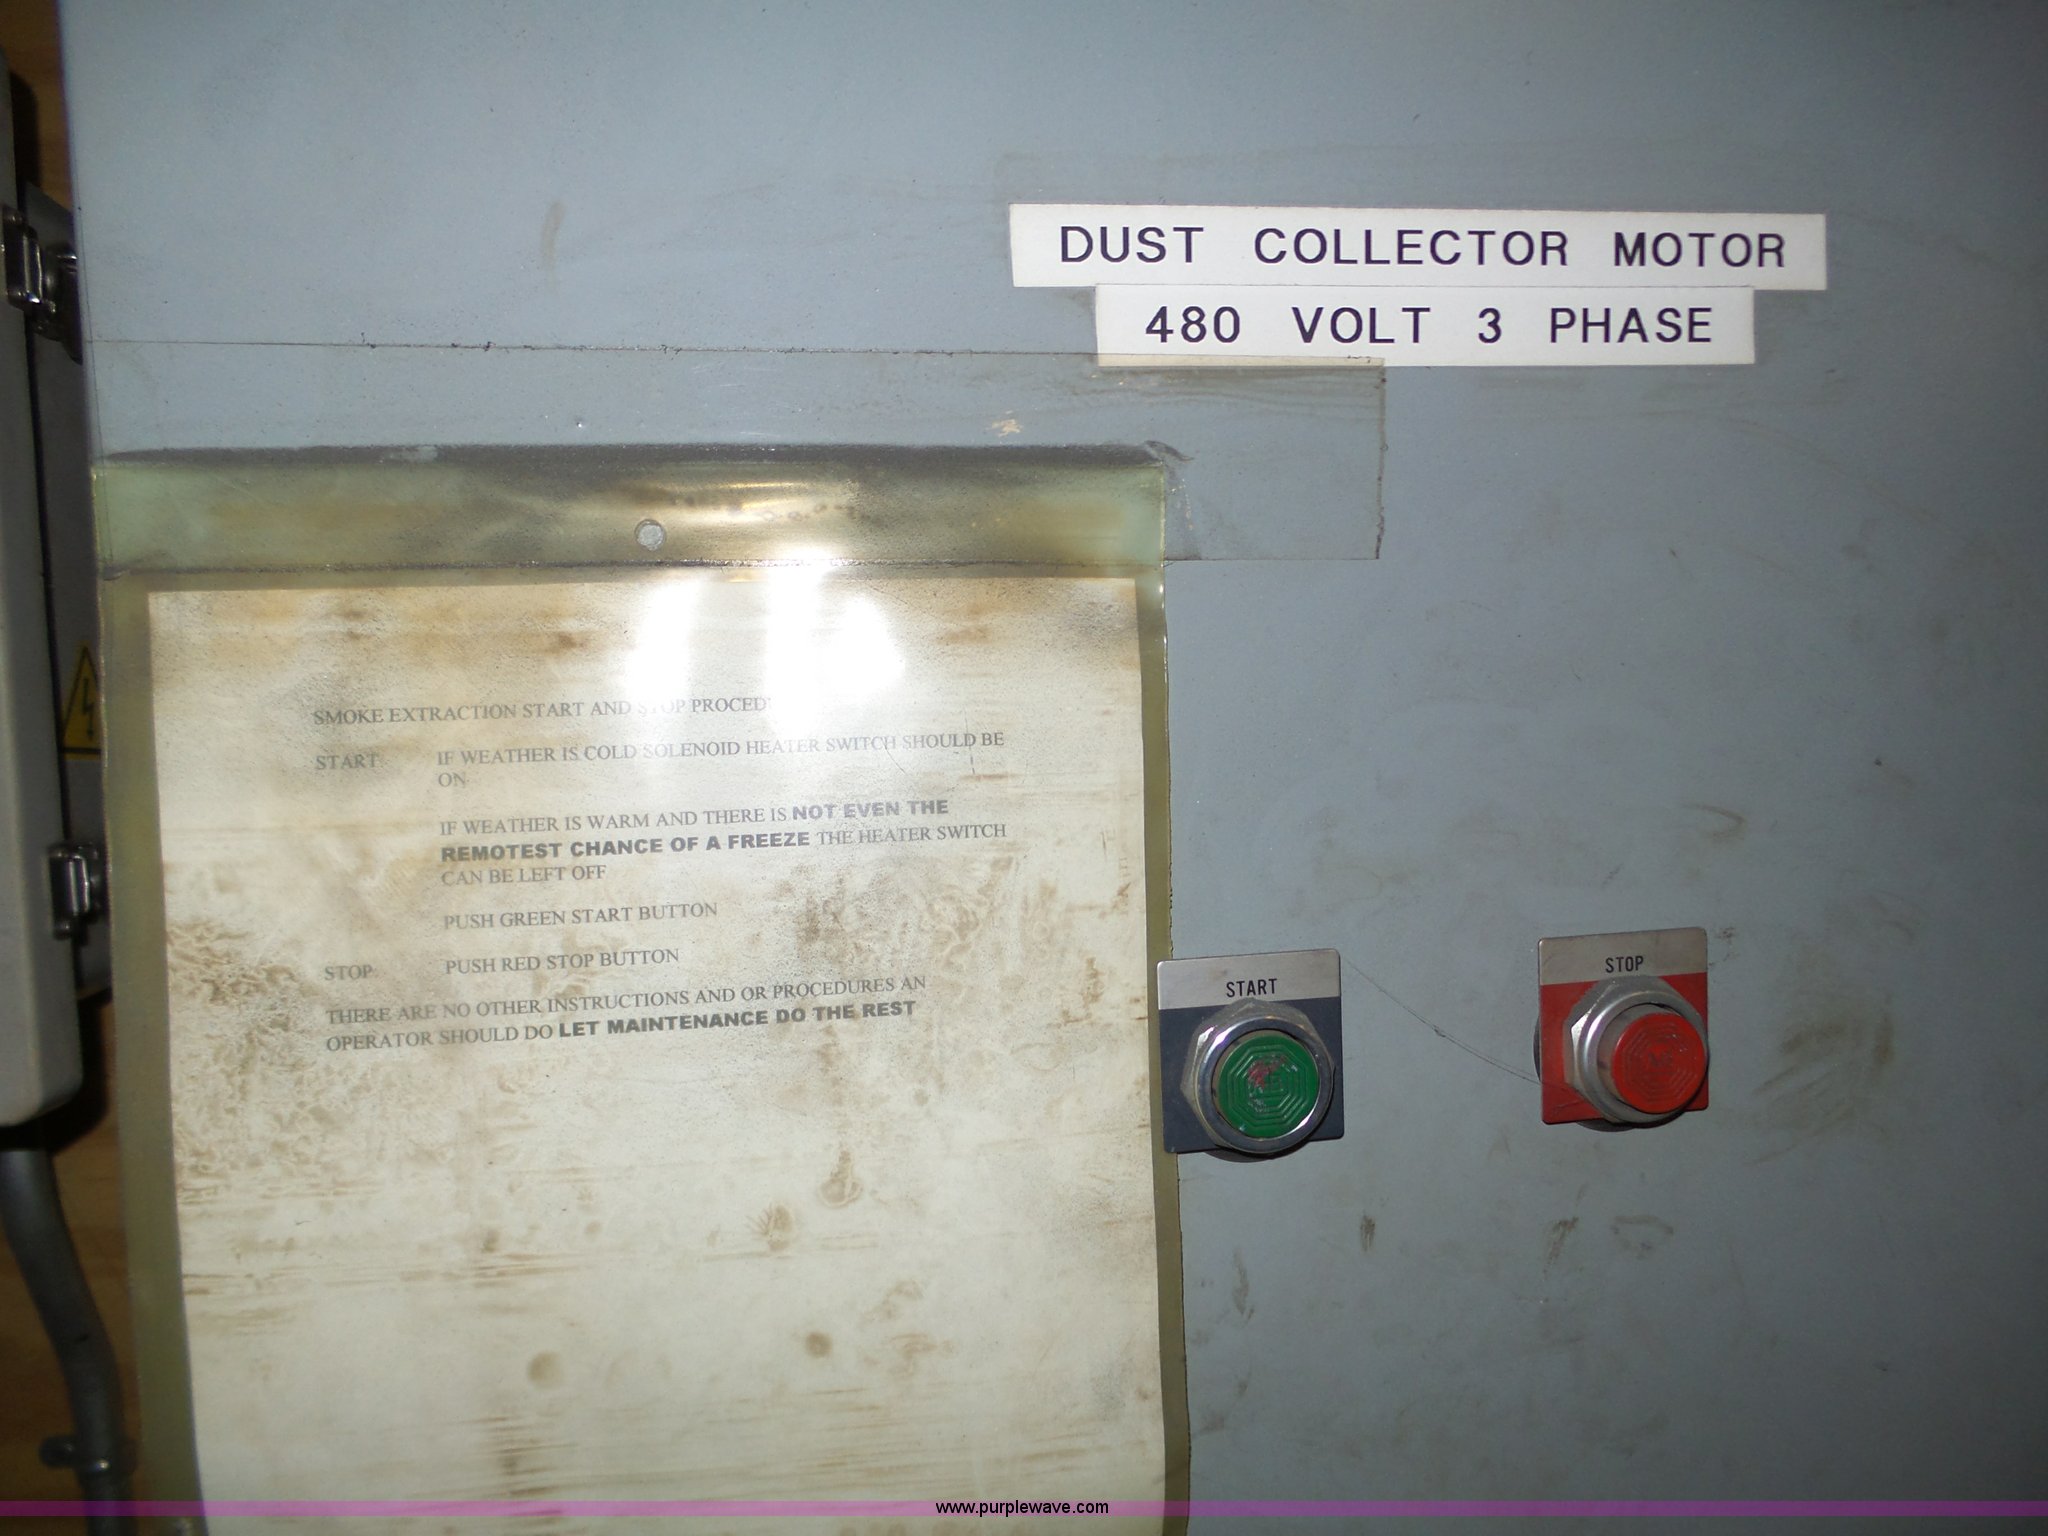 DUST COLLECTOR MOTOR
480 VOLT 3 PHASE
SMOKE EXTRACTION START AND STOP
START IF WEATHER IS COLD SOLENOID HEATER SWITCH SHOULD BE
ON
IF WEATHER IS WARM AND THERE IS NOT EVEN THE
REMOTEST CHANCE OF A FREEZE THE HEATER SWITCH
CAN BE LEFT OFF
PUSH GREEN START BUTTON
STOP PUSH RED STOP BUTTON
THERE ARE NO OTHER INSTRUCTIONS AND OR PROCEDURES AN
OPERATOR SHOULD DO LET MAINTENANCE DO THE REST
START
STOP
www.purplewave.com